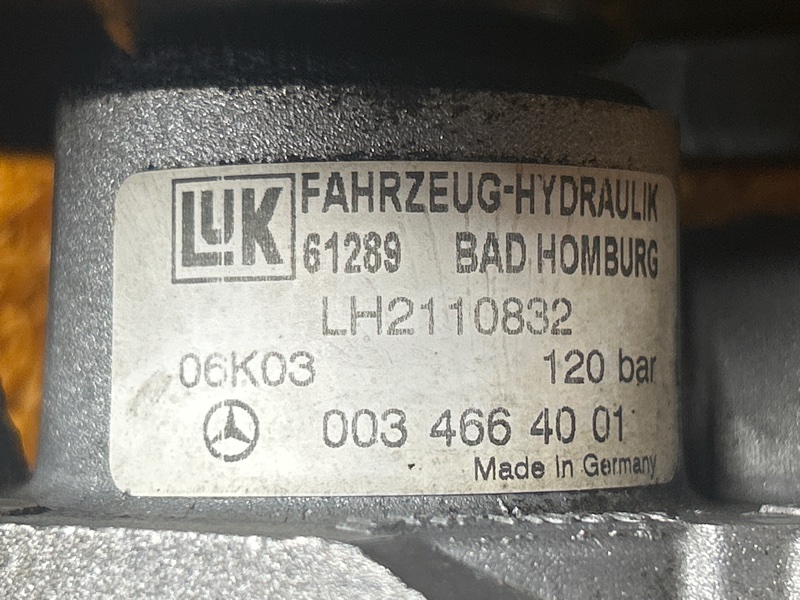 LuK FAHRZEUG-HYDRAULIK
61289 BAD HOMBURG
LH2110832
06K03 120 bar
003 466 40 01
Made in Germany